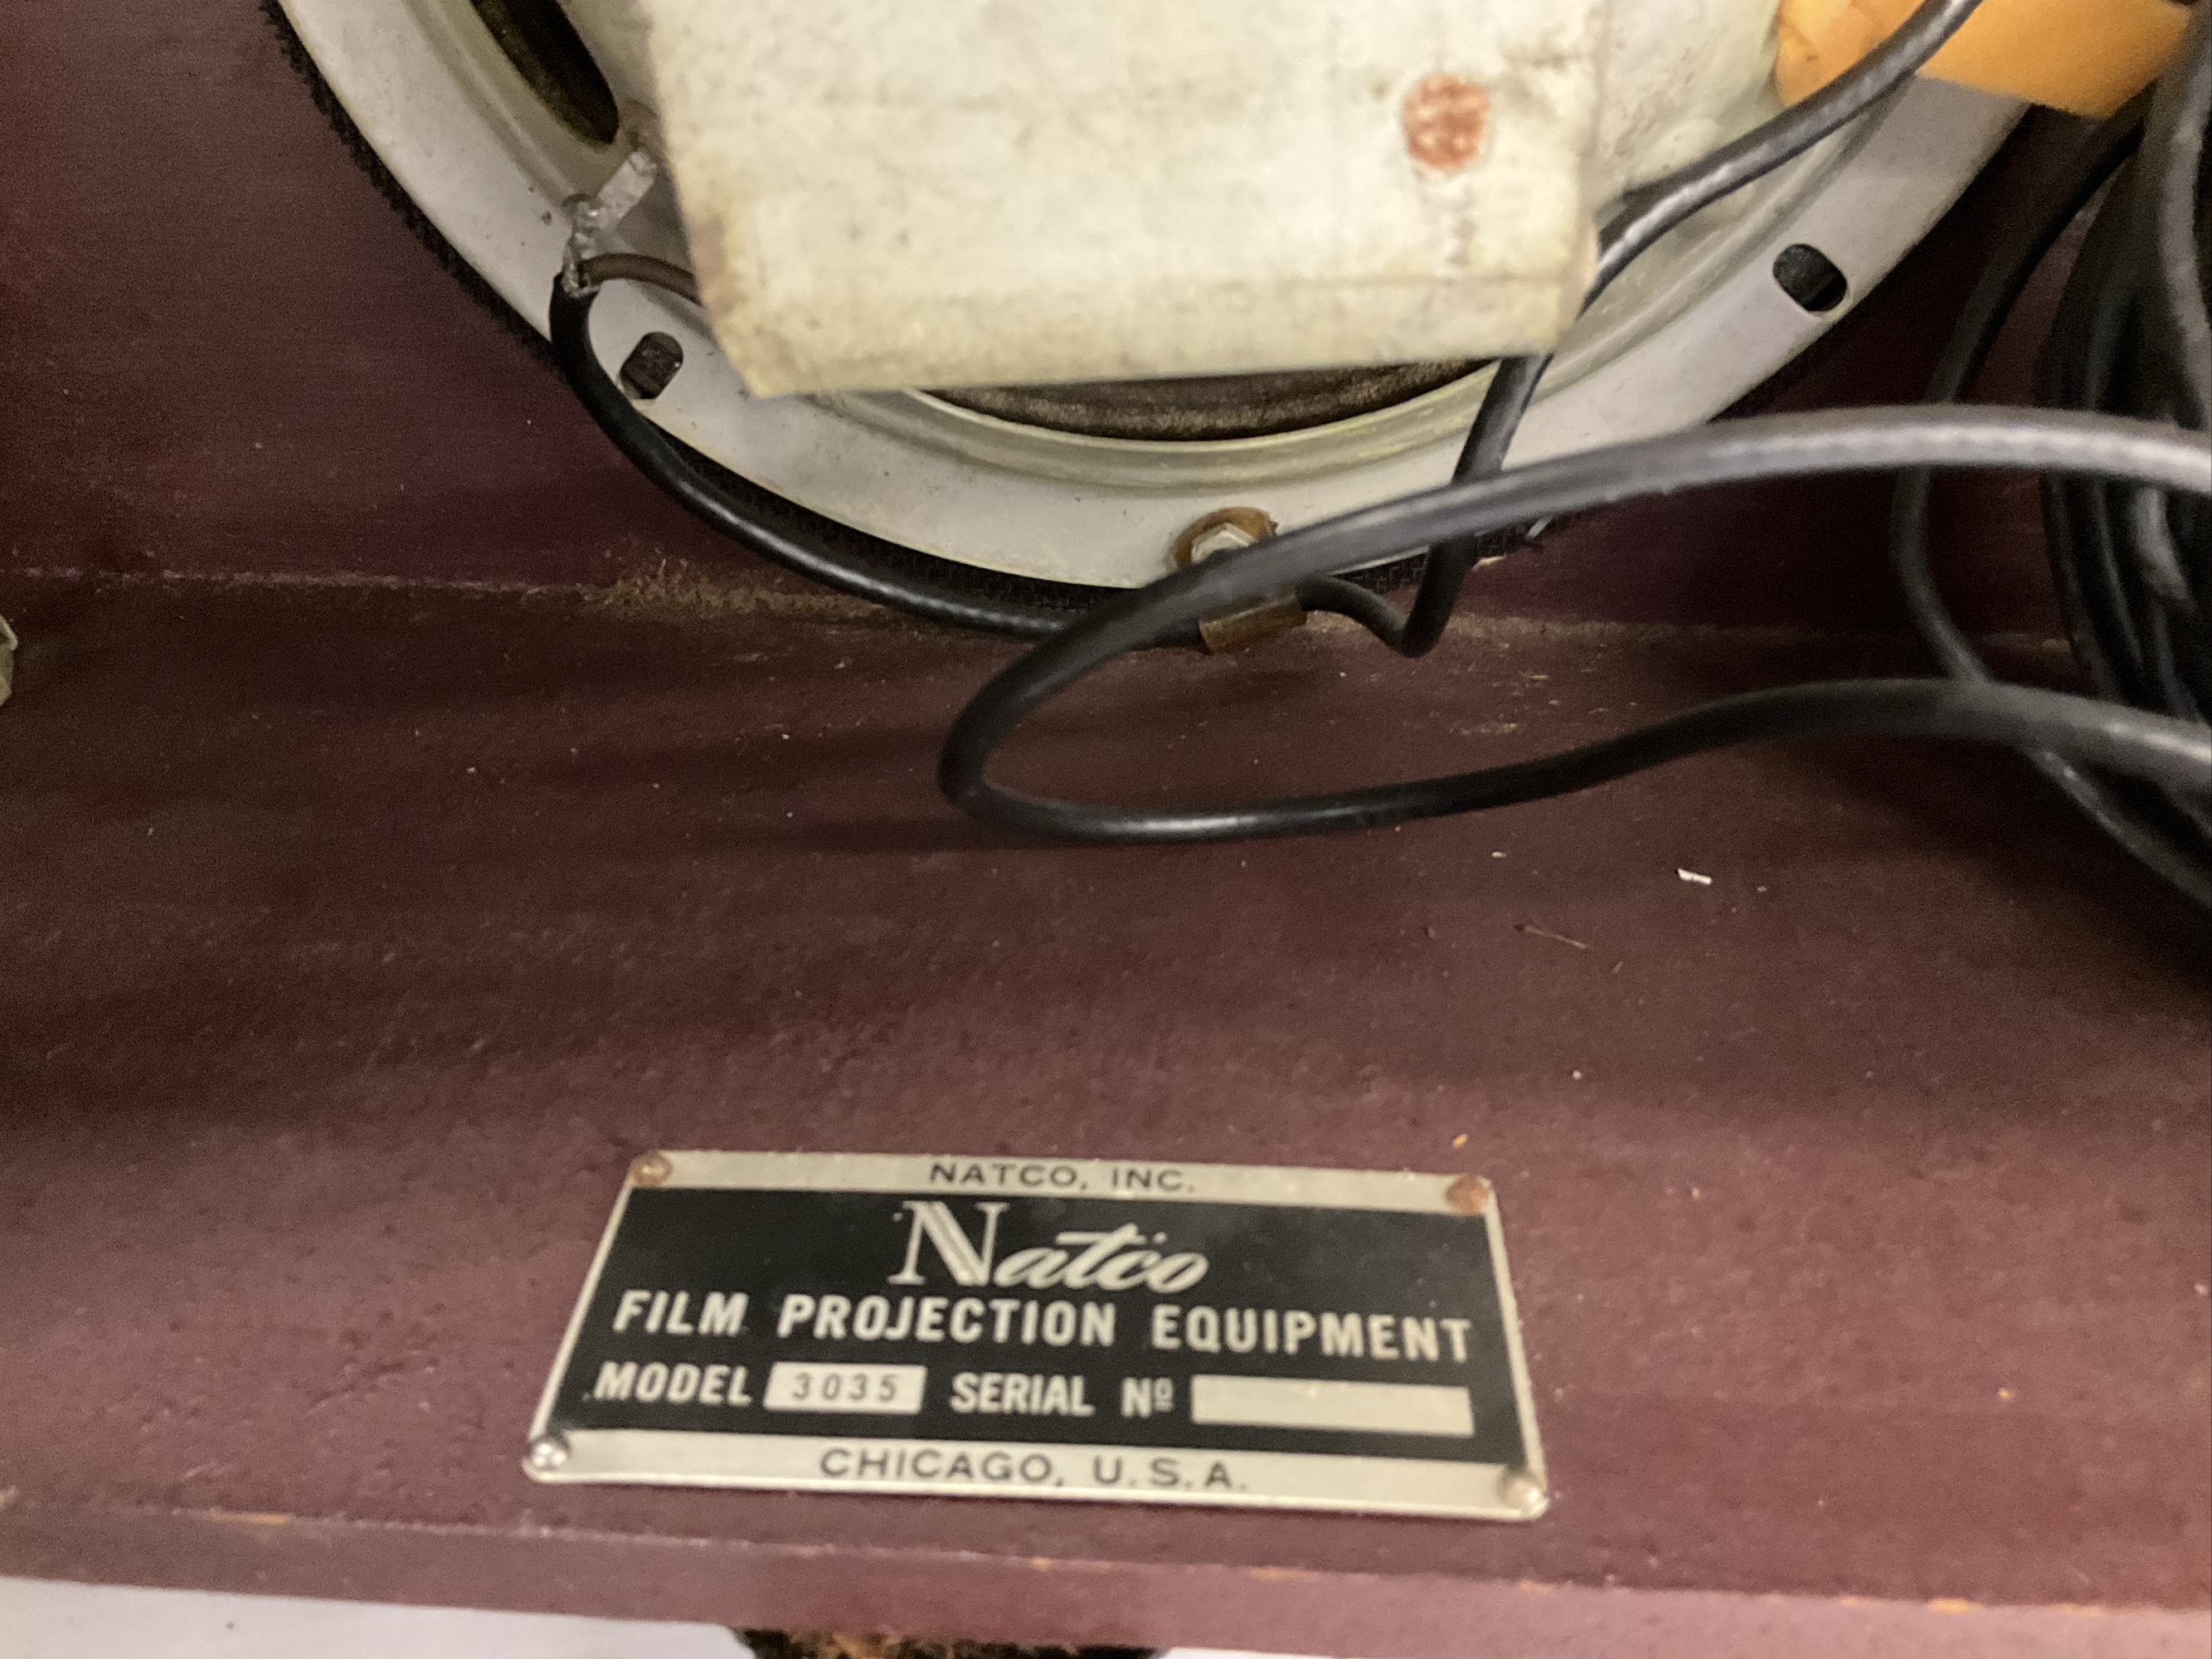 NATCO, INC.
Natco
FILM PROJECTION EQUIPMENT
MODEL 3035 SERIAL Nº
CHICAGO, U.S.A.